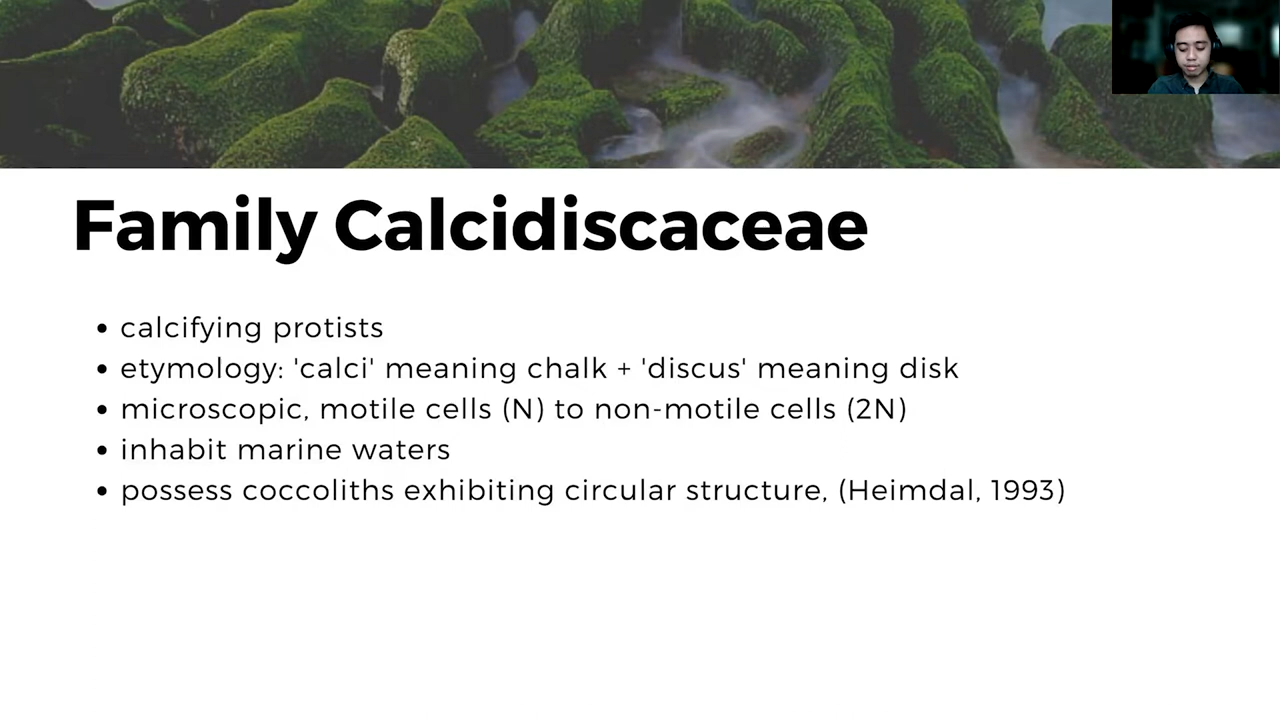 Family Calcidiscaceae
• calcifying protists
• etymology: 'calci' meaning chalk + 'discus' meaning disk
• microscopic, motile cells (N) to non-motile cells (2N)
• inhabit marine waters
• possess coccoliths exhibiting circular structure, (Heimdal, 1993)